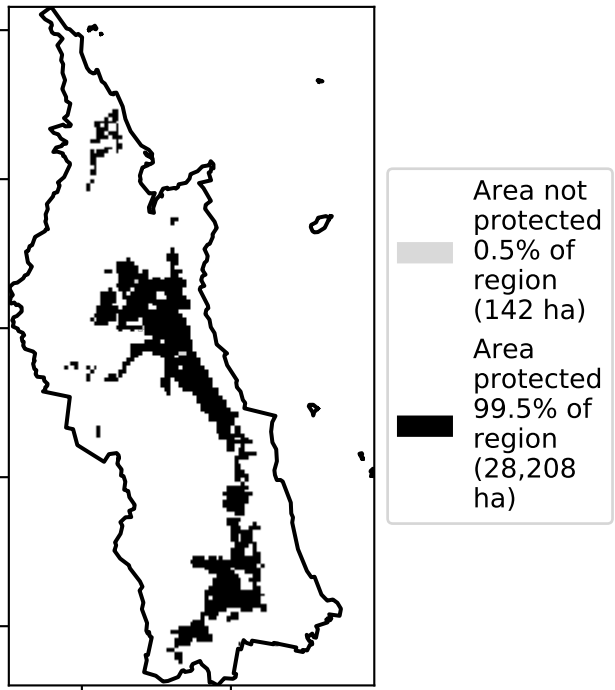 Area not
protected
0.5% of
region
(142 ha)
Area
protected
99.5% of
region
(28,208
ha)